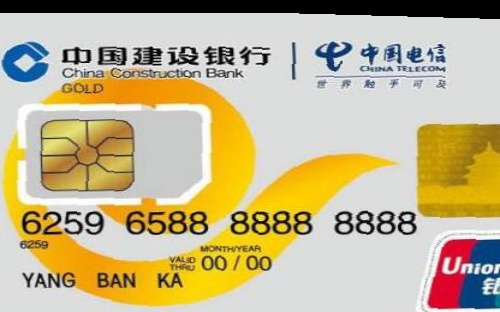 中国建设银行
China Construction Bank
GOLD
中国电信
CHINA TELECOM
世界触手可及
6259 6588 8888 8888
6259
MONTH/YEAR
VALID THRU 00 / 00
YANG BAN KA
Union